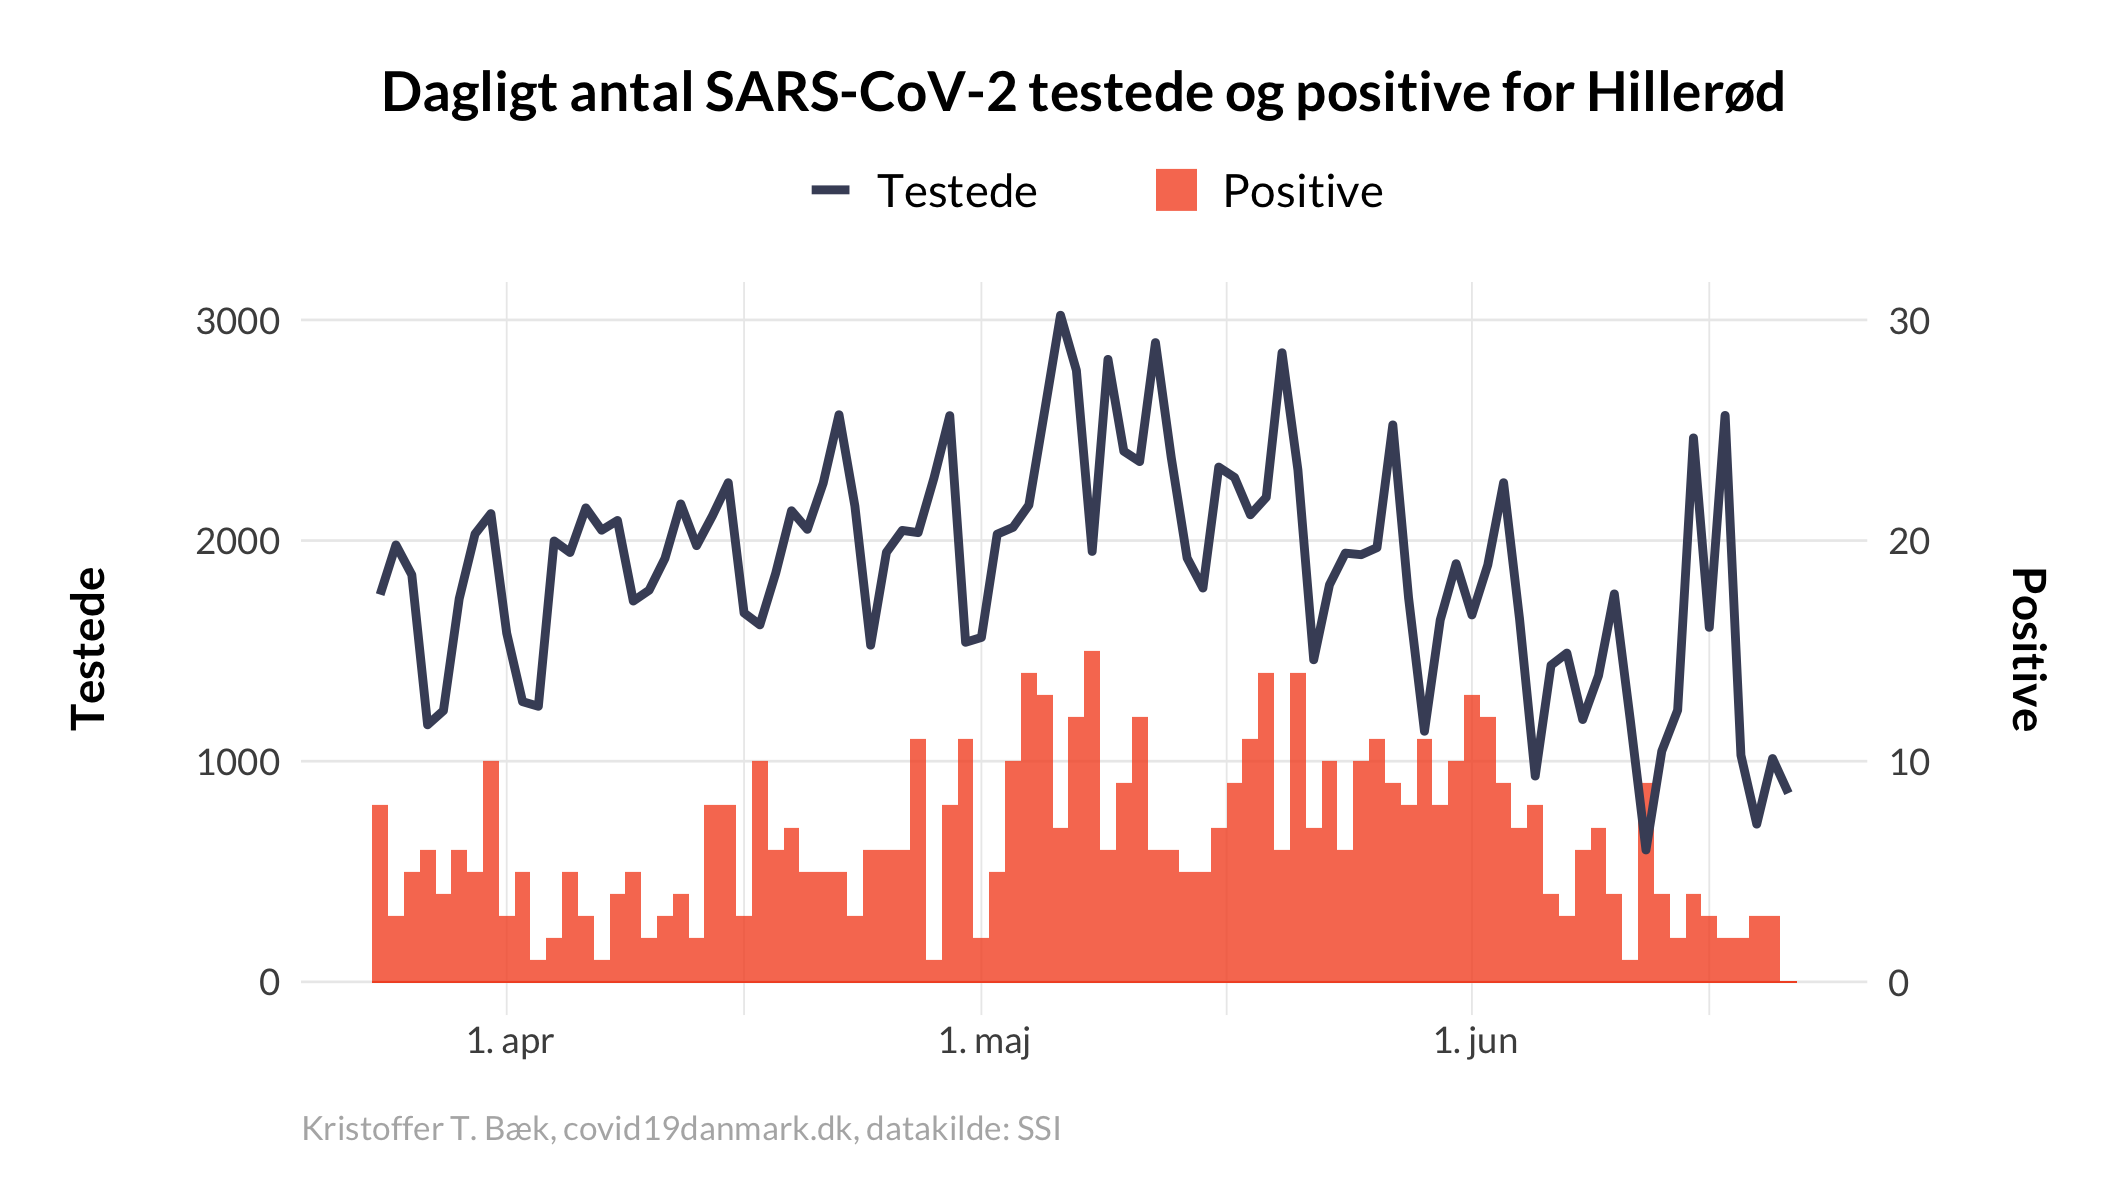 Dagligt antal SARS-CoV-2 testede og positive for Hillerød
Testede
Positive
3000
2000
1000
0
Testede
30
20
10
0
Positive
1. apr
1. maj
1. jun
Kristoffer T. Bæk, covid19danmark.dk, datakilde: SSI